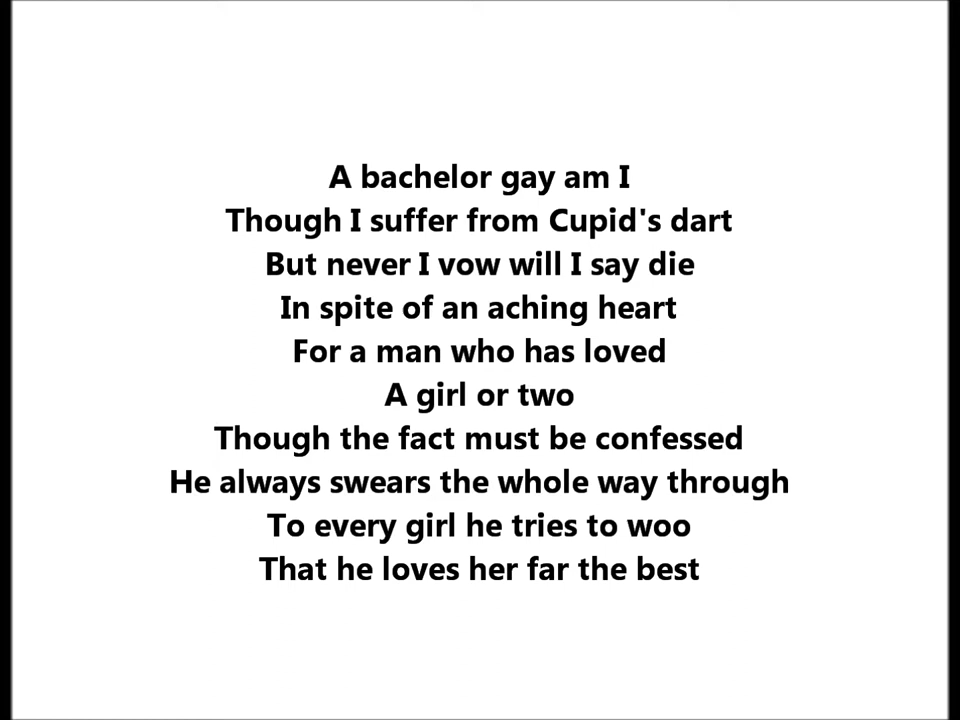 A bachelor gay am I
Though I suffer from Cupid's dart
But never I vow will I say die
In spite of an aching heart
For a man who has loved
A girl or two
Though the fact must be confessed
He always swears the whole way through
To every girl he tries to woo
That he loves her far the best